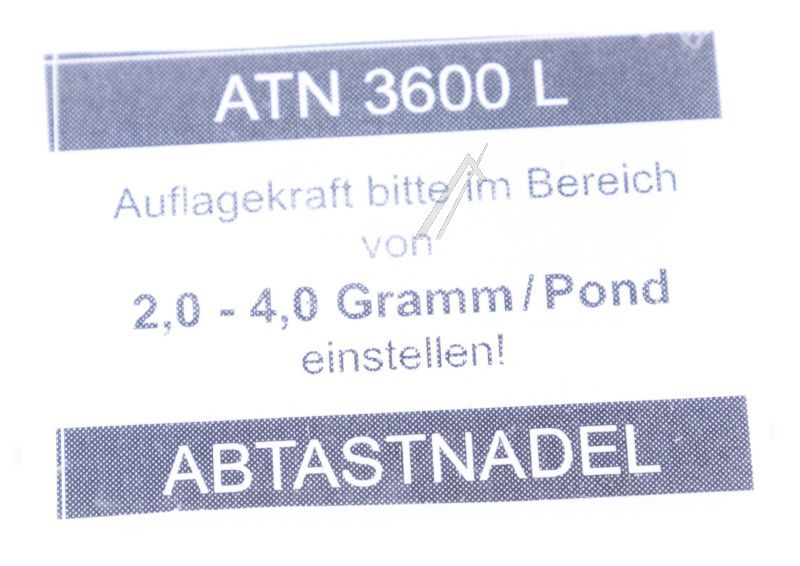 ATN 3600 L
Auflagekraft bitte im Bereich
von
2,0 - 4,0 Gramm/Pond
einstellen!
ABTASTNADEL